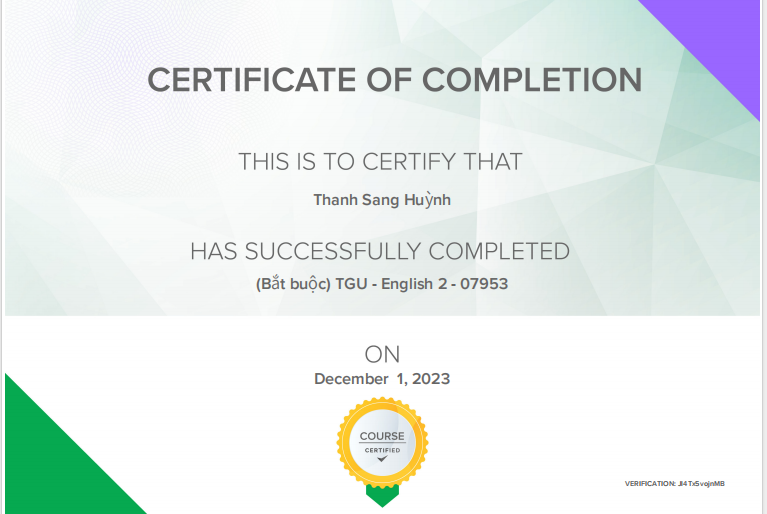 CERTIFICATE OF COMPLETION
THIS IS TO CERTIFY THAT
Thanh Sang Huỳnh
HAS SUCCESSFULLY COMPLETED
(Bắt buộc) TGU - English 2 - 07953
ON
December 1, 2023
COURSE
CERTIFIED
VERIFICATION: JI4Tx5vojnMB